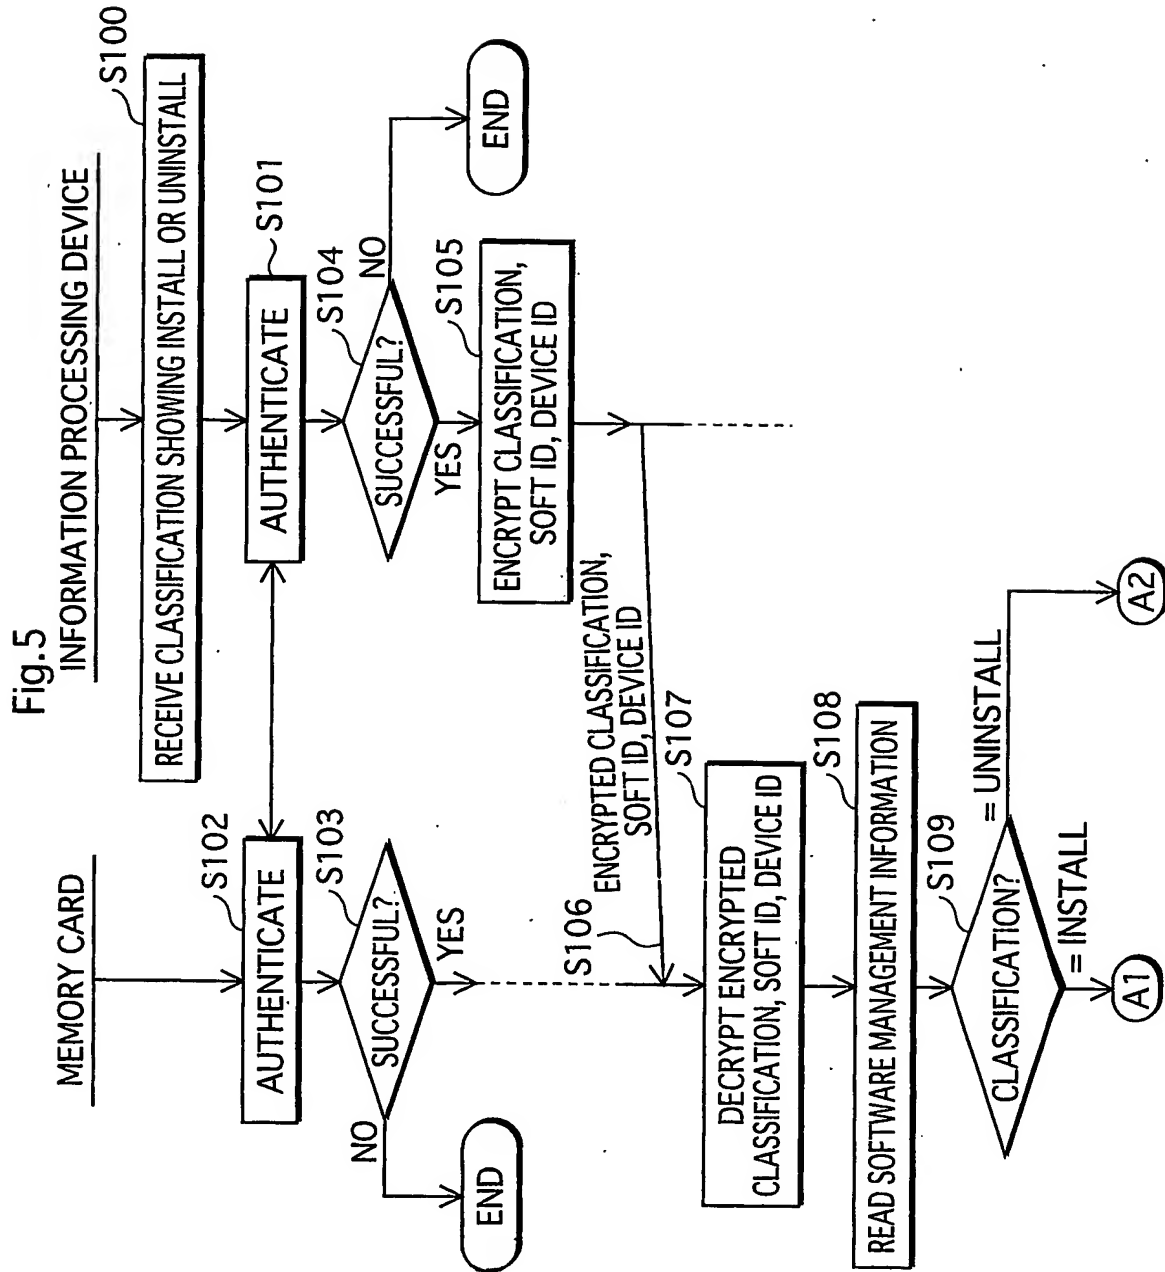 Fig.5
MEMORY CARD
INFORMATION PROCESSING DEVICE
S100
RECEIVE CLASSIFICATION SHOWING INSTALL OR UNINSTALL
S102
AUTHENTICATE
S101
AUTHENTICATE
S103
SUCCESSFUL?
NO
YES
END
S104
SUCCESSFUL?
NO
YES
END
S105
ENCRYPT CLASSIFICATION,
SOFT ID, DEVICE ID
S106
ENCRYPTED CLASSIFICATION,
SOFT ID, DEVICE ID
S107
DECRYPT ENCRYPTED
CLASSIFICATION, SOFT ID, DEVICE ID
S108
READ SOFTWARE MANAGEMENT INFORMATION
S109
CLASSIFICATION?
= UNINSTALL
= INSTALL
A1
A2